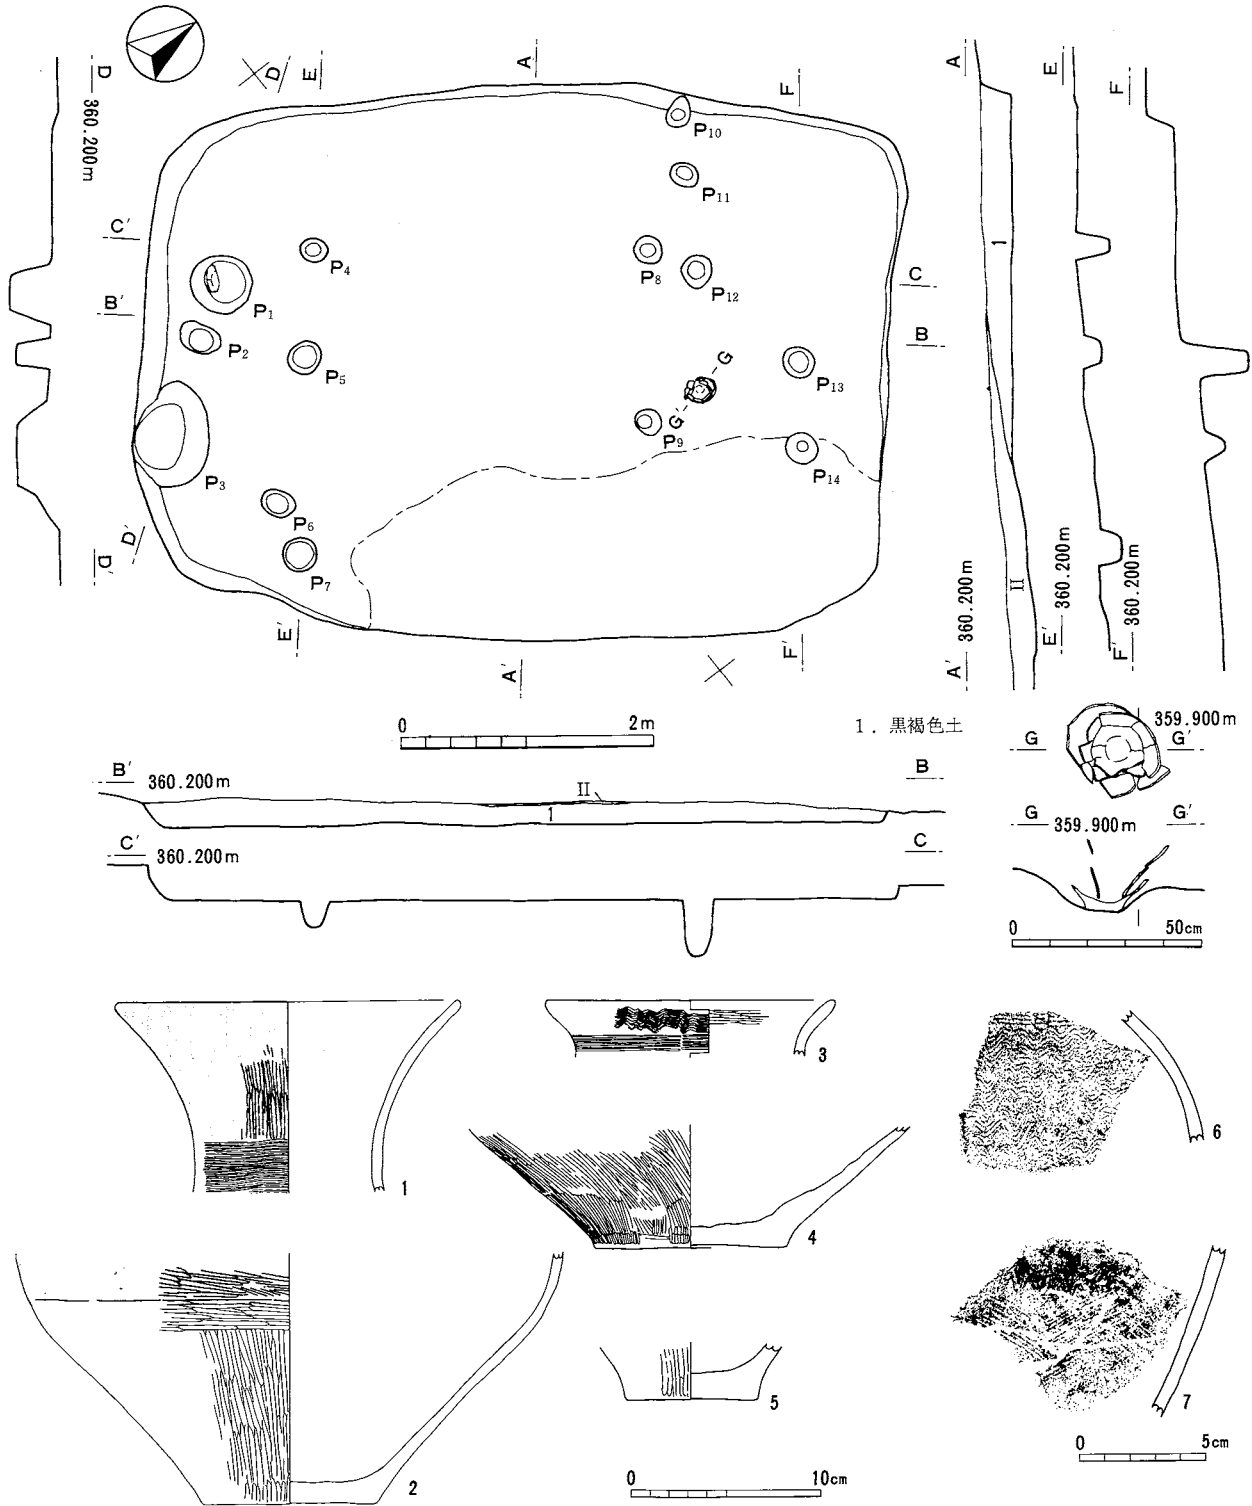 D
360.200m
D'
D
E
A
F
C'
B'
P10
P11
P4
P8
P12
P1
P2
P5
P13
G
G'
P9
P14
P3
P6
P7
C
B
D'
E'
A'
F'
A
1
II
A'
360.200m
E
E'
360.200m
F
F'
360.200m
0 2m
1. 黒褐色土
B' 360.200m
II
1
B
C' 360.200m
C
G
359.900m
G'
G
359.900m
G'
0 50cm
1
3
6
4
2
5
7
0 10cm
0 5cm